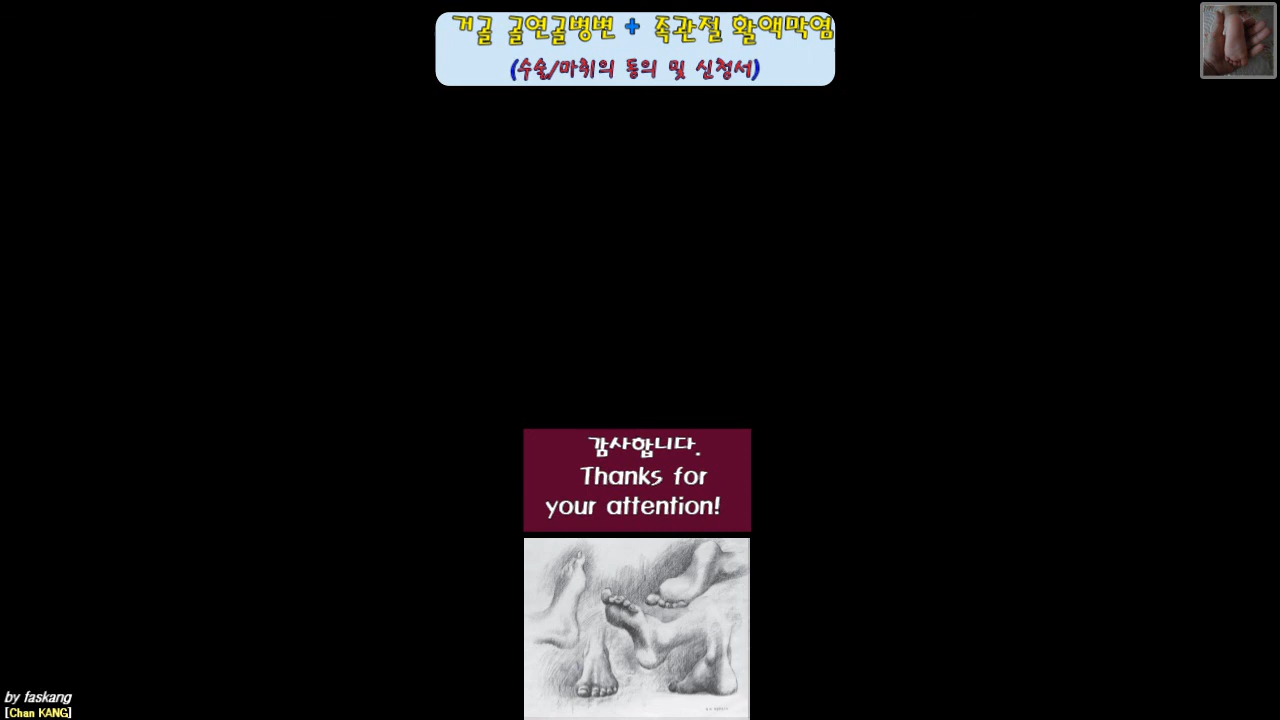 거골 골연골병변 + 족관절 활액막염
(수술/마취의 동의 및 신청서)
감사합니다.
Thanks for
your attention!
by faskang
[Chan KANG]